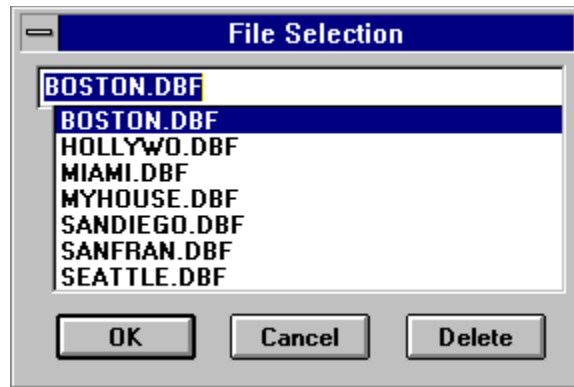 File Selection
BOSTON.DBF
BOSTON.DBF
HOLLYWO.DBF
MIAMI.DBF
MYHOUSE.DBF
SANDIEGO.DBF
SANFRAN.DBF
SEATTLE.DBF
OK Cancel Delete